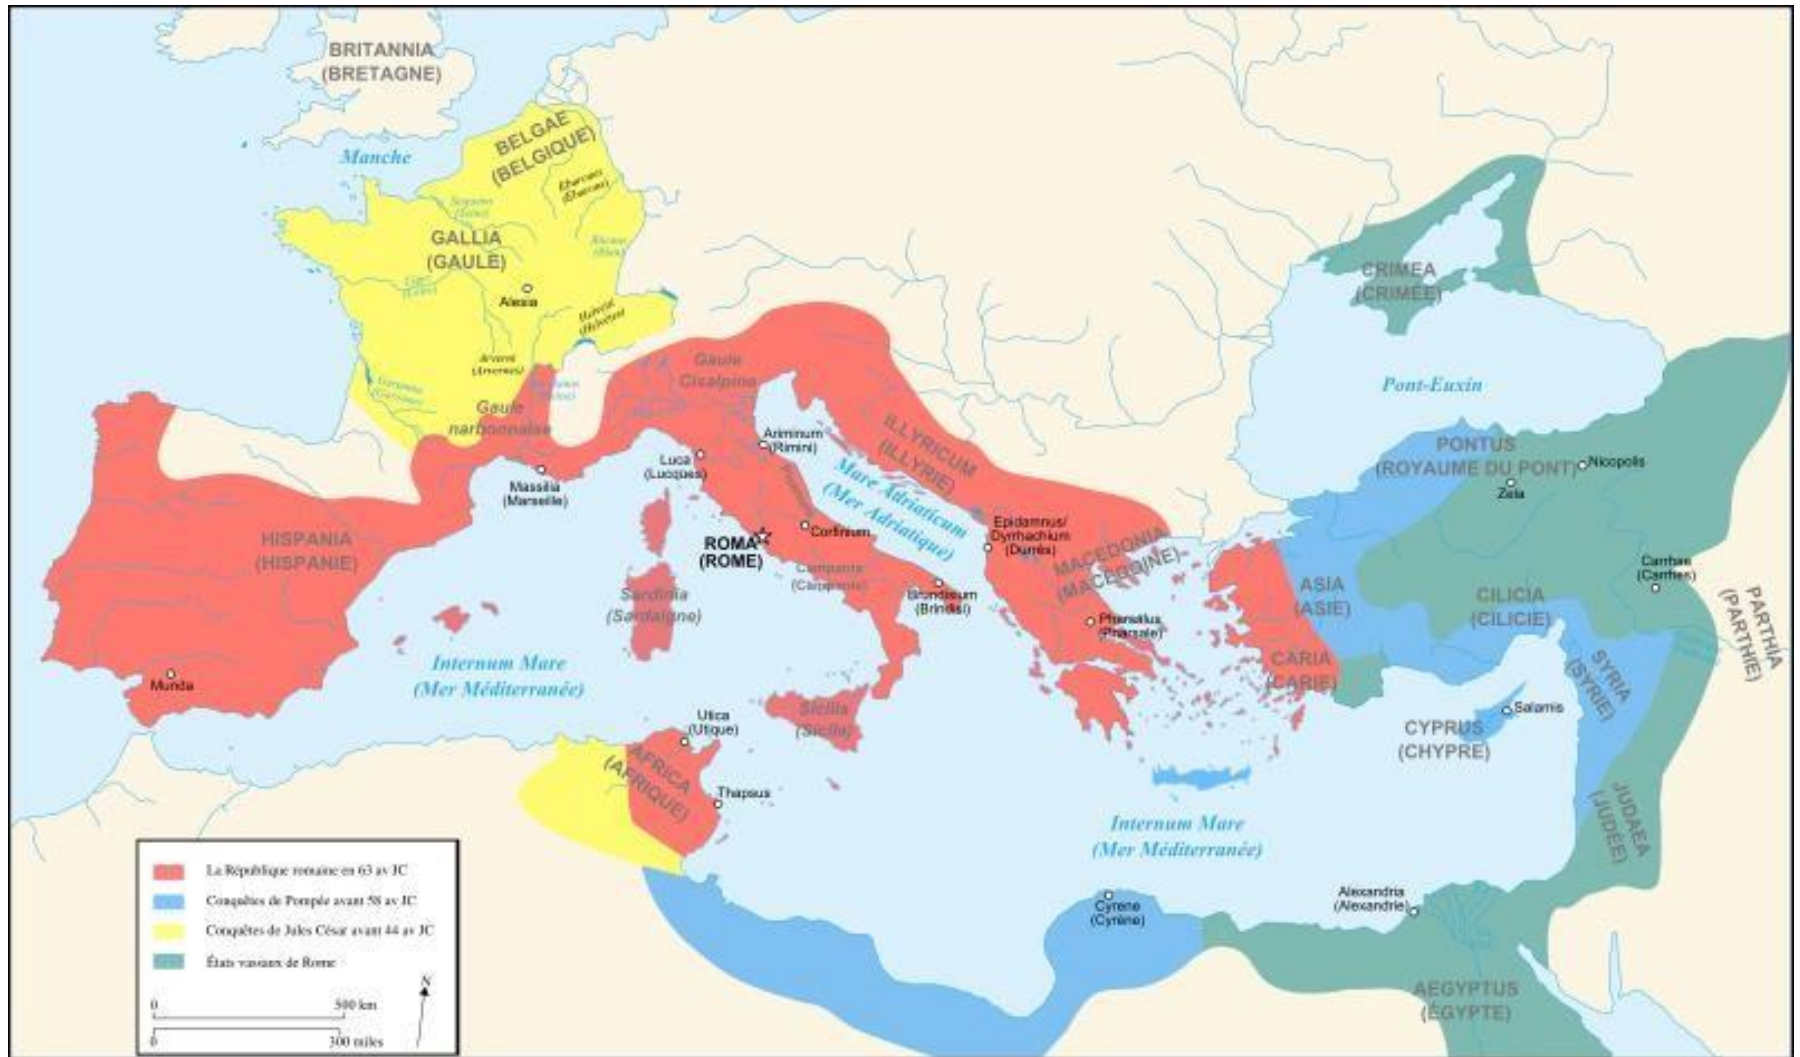 BRITANNIA
(BRETAGNE)
BELGAE
(BELGIQUE)
Manche
Eburones
GALLIA
(GAULE)
Alesia
Arverni
(Arvernes)
Gaule
narbonnaise
Gaule
Cisalpine
ILLYRICUM
(ILLYRIE)
CRIMEA
(CRIMÉE)
Pont-Euxin
PONTUS
(ROYAUME DU PONT)
Nicopolis
Zela
Ariminum
(Rimini)
Luca
(Lucques)
Massilia
(Marseille)
Mare Adriaticum
(Mer Adriatique)
HISPANIA
(HISPANIE)
ROMA
(ROME)
Corfinium
Epidamnus/
Dyrrhachium
(Durrës)
MACEDONIA
(MACÉDOINE)
Campania
(Campanie)
Brundisium
(Brindisi)
Sardinia
(Sardaigne)
Pharsalus
(Pharsale)
ASIA
(ASIE)
CILICIA
(CILICIE)
Carrhae
(Carrhes)
PARTHIA
(PARTHIE)
CARIA
(CARIE)
SYRIA
(SYRIE)
Munda
Internum Mare
(Mer Méditerranée)
Utica
(Utique)
Sicilia
(Sicile)
Salamis
CYPRUS
(CHYPRE)
AFRICA
(AFRIQUE)
Thapsus
JUDAEA
(JUDÉE)
Internum Mare
(Mer Méditerranée)
Cyrene
(Cyrène)
Alexandria
(Alexandrie)
AEGYPTUS
(ÉGYPTE)
La République romaine en 63 av JC
Conquêtes de Pompée avant 58 av JC
Conquêtes de Jules César avant 44 av JC
États vassaux de Rome
N
0 500 km
0 300 miles